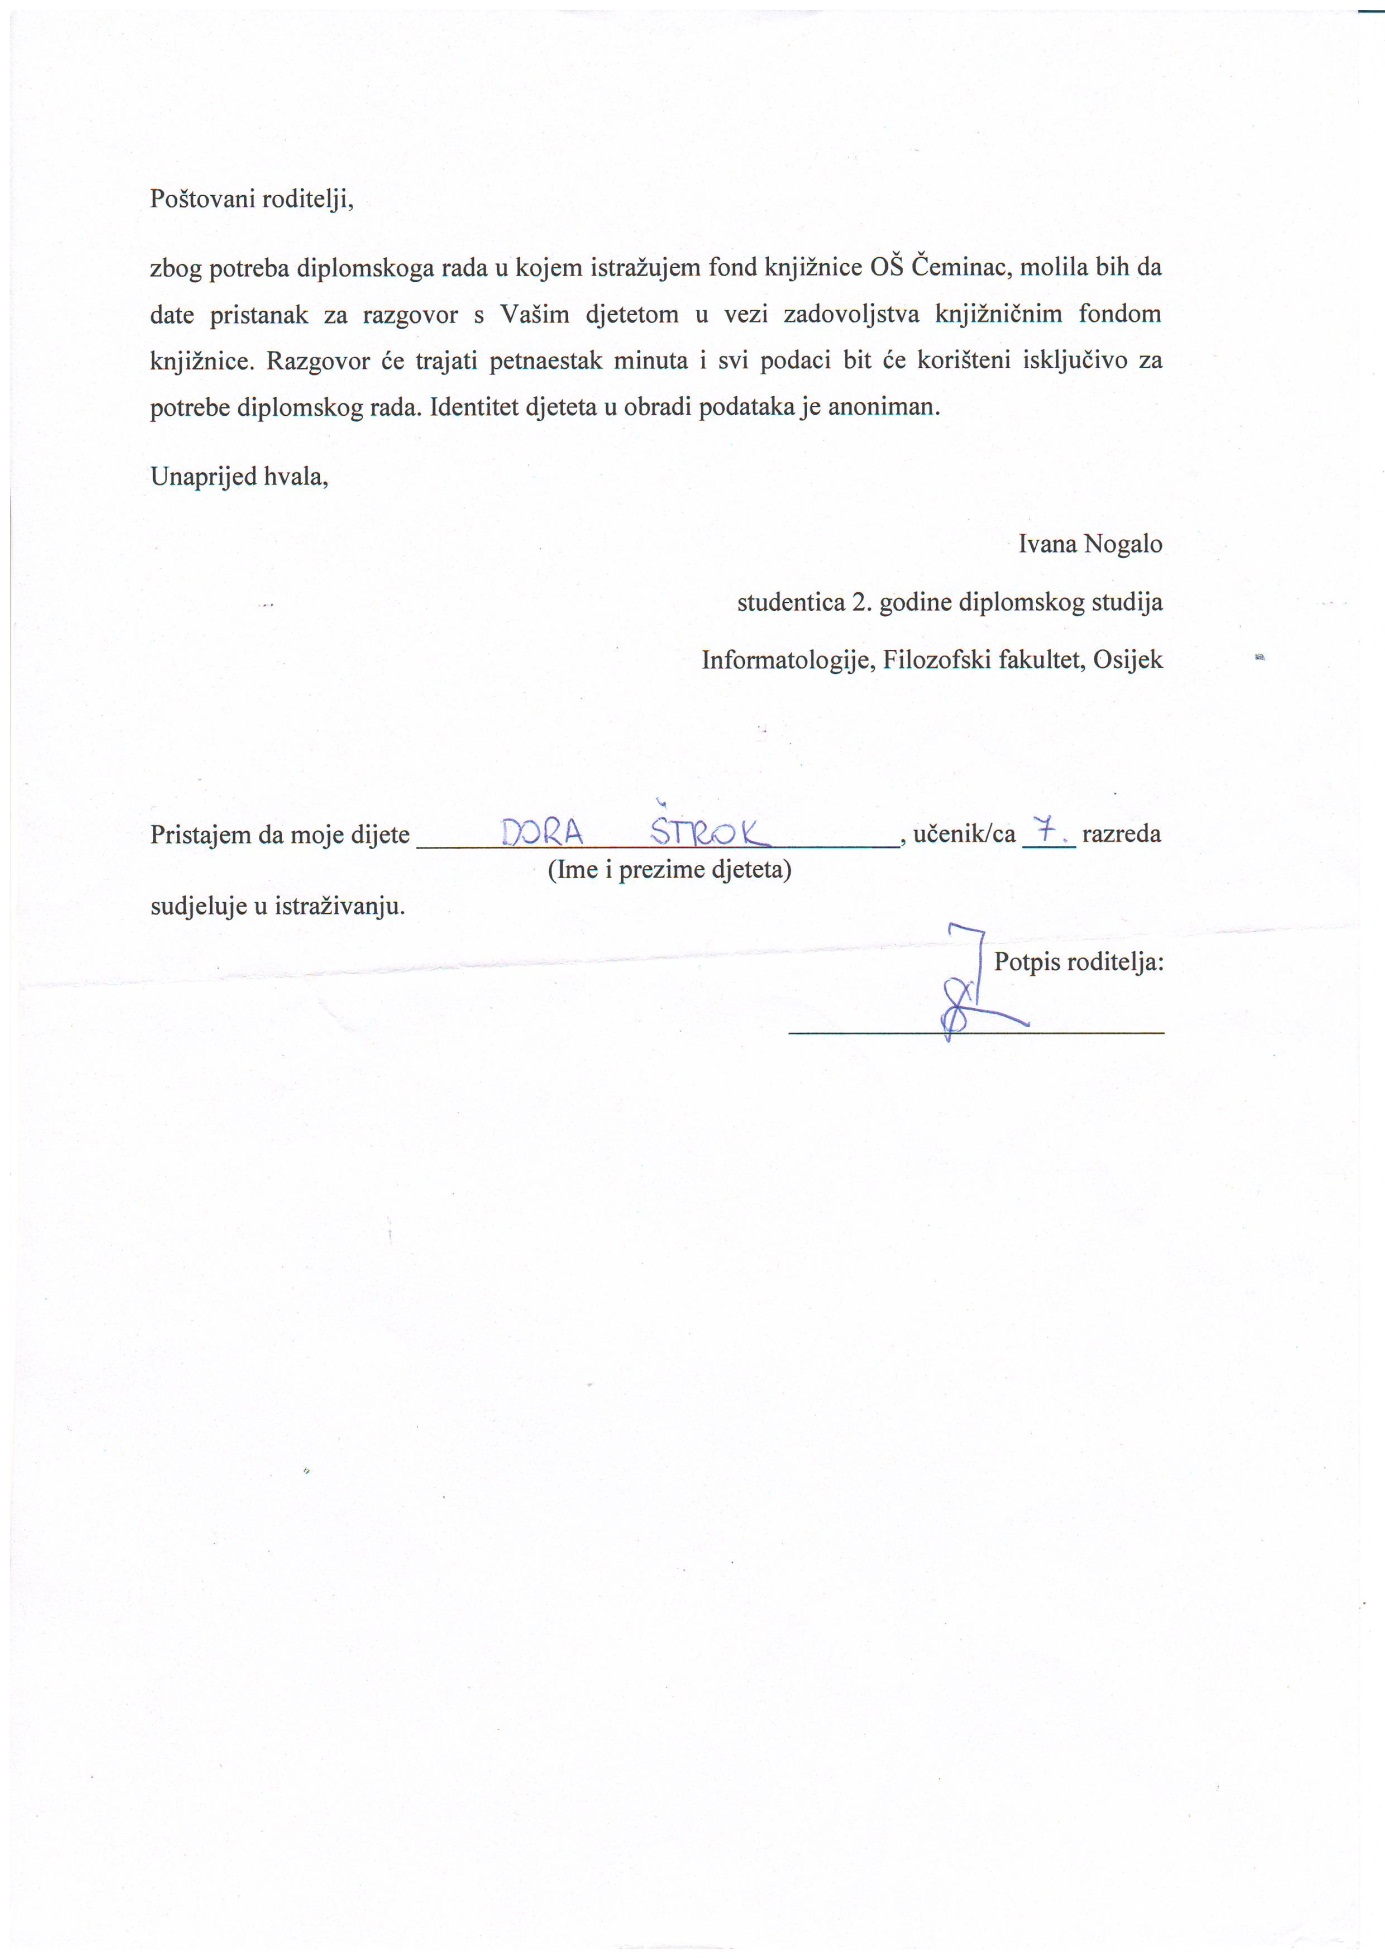 Poštovani roditelji,
zbog potreba diplomskoga rada u kojem istražujem fond knjižnice OŠ Čeminac, molila bih da
date pristanak za razgovor s Vašim djetetom u vezi zadovoljstva knjižničnim fondom
knjižnice. Razgovor će trajati petnaestak minuta i svi podaci bit će korišteni isključivo za
potrebe diplomskog rada. Identitet djeteta u obradi podataka je anoniman.
Unaprijed hvala,
Ivana Nogalo
studentica 2. godine diplomskog studija
Informatologije, Filozofski fakultet, Osijek
Pristajem da moje dijete DORA ŠTROK, učenik/ca 7. razreda
(Ime i prezime djeteta)
sudjeluje u istraživanju.
Potpis roditelja: